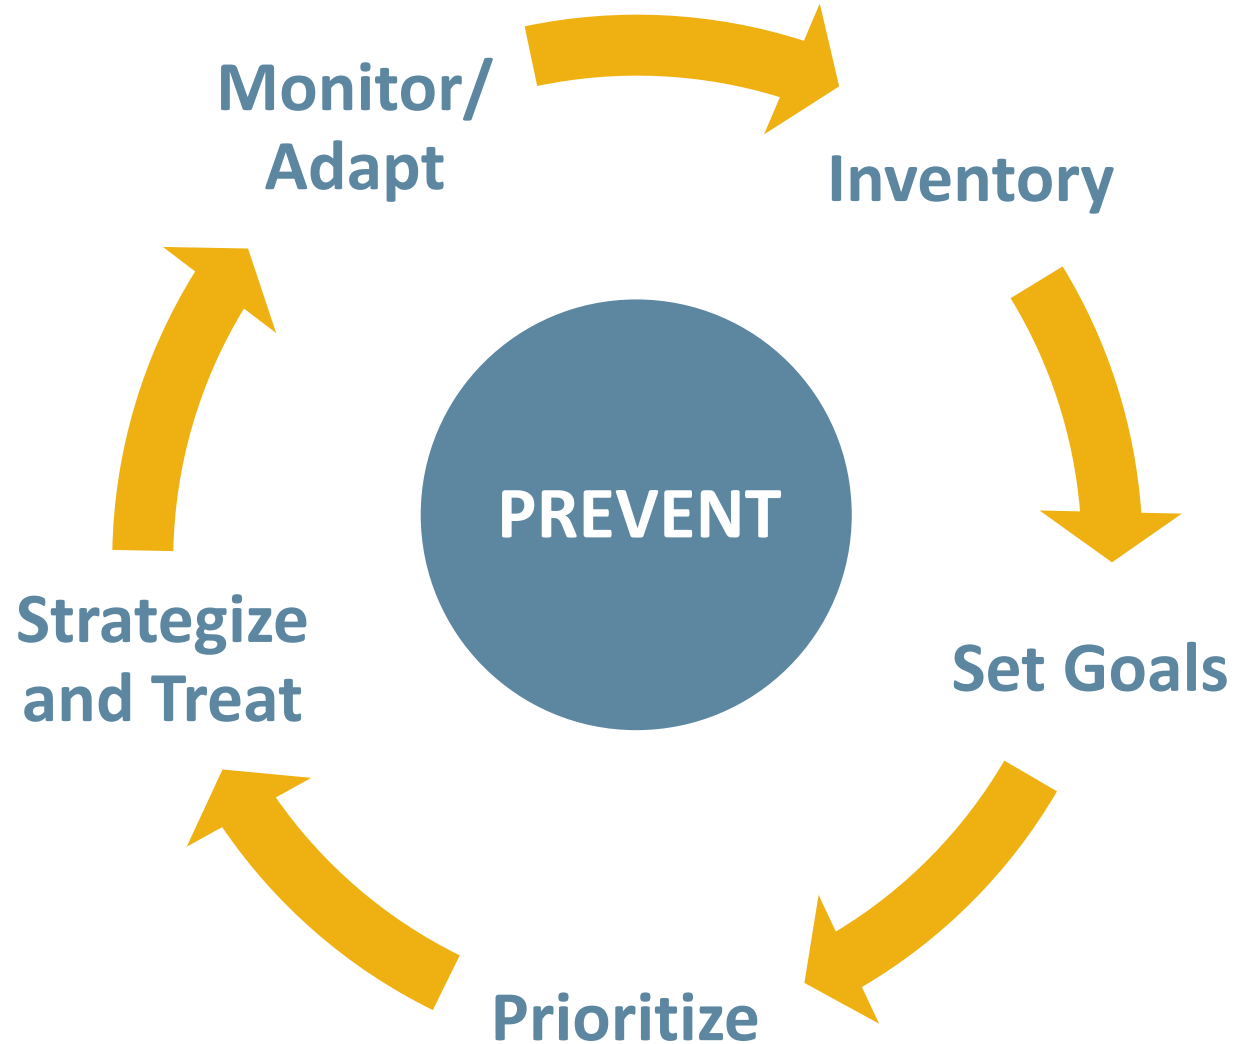 Monitor/
Adapt
Inventory
PREVENT
Strategize
and Treat
Set Goals
Prioritize